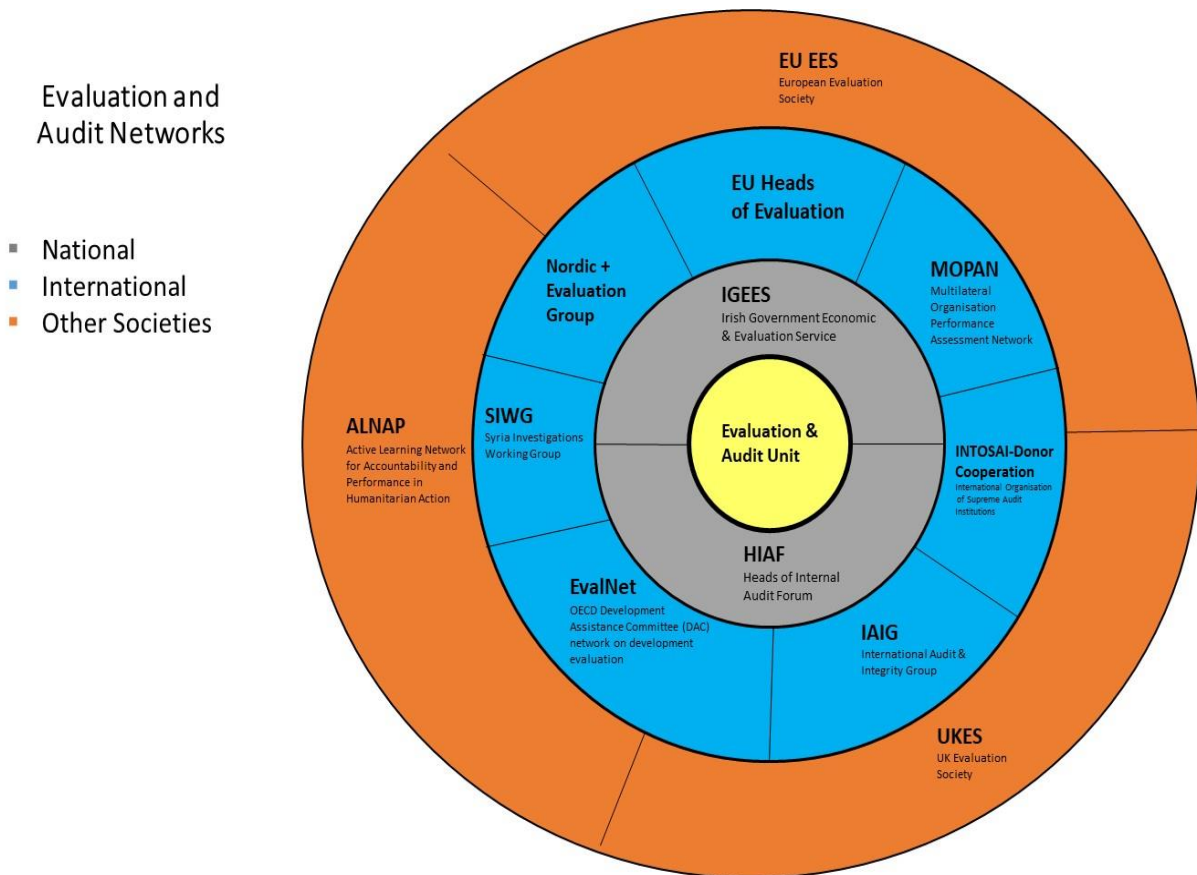 Evaluation and
Audit Networks
National
International
Other Societies
EU EES
European Evaluation
Society
EU Heads
of Evaluation
Nordic +
Evaluation
Group
MOPAN
Multilateral
Organisation
Performance
Assessment Network
IGEES
Irish Government Economic
& Evaluation Service
ALNAP
Active Learning Network
for Accountability and
Performance in
Humanitarian Action
SIWG
Syria Investigations
Working Group
Evaluation &
Audit Unit
INTOSAI-Donor
Cooperation
International Organisation
of Supreme Audit
Institutions
HIAF
Heads of Internal
Audit Forum
EvalNet
OECD Development
Assistance Committee (DAC)
network on development
evaluation
IAIG
International Audit &
Integrity Group
UKES
UK Evaluation
Society